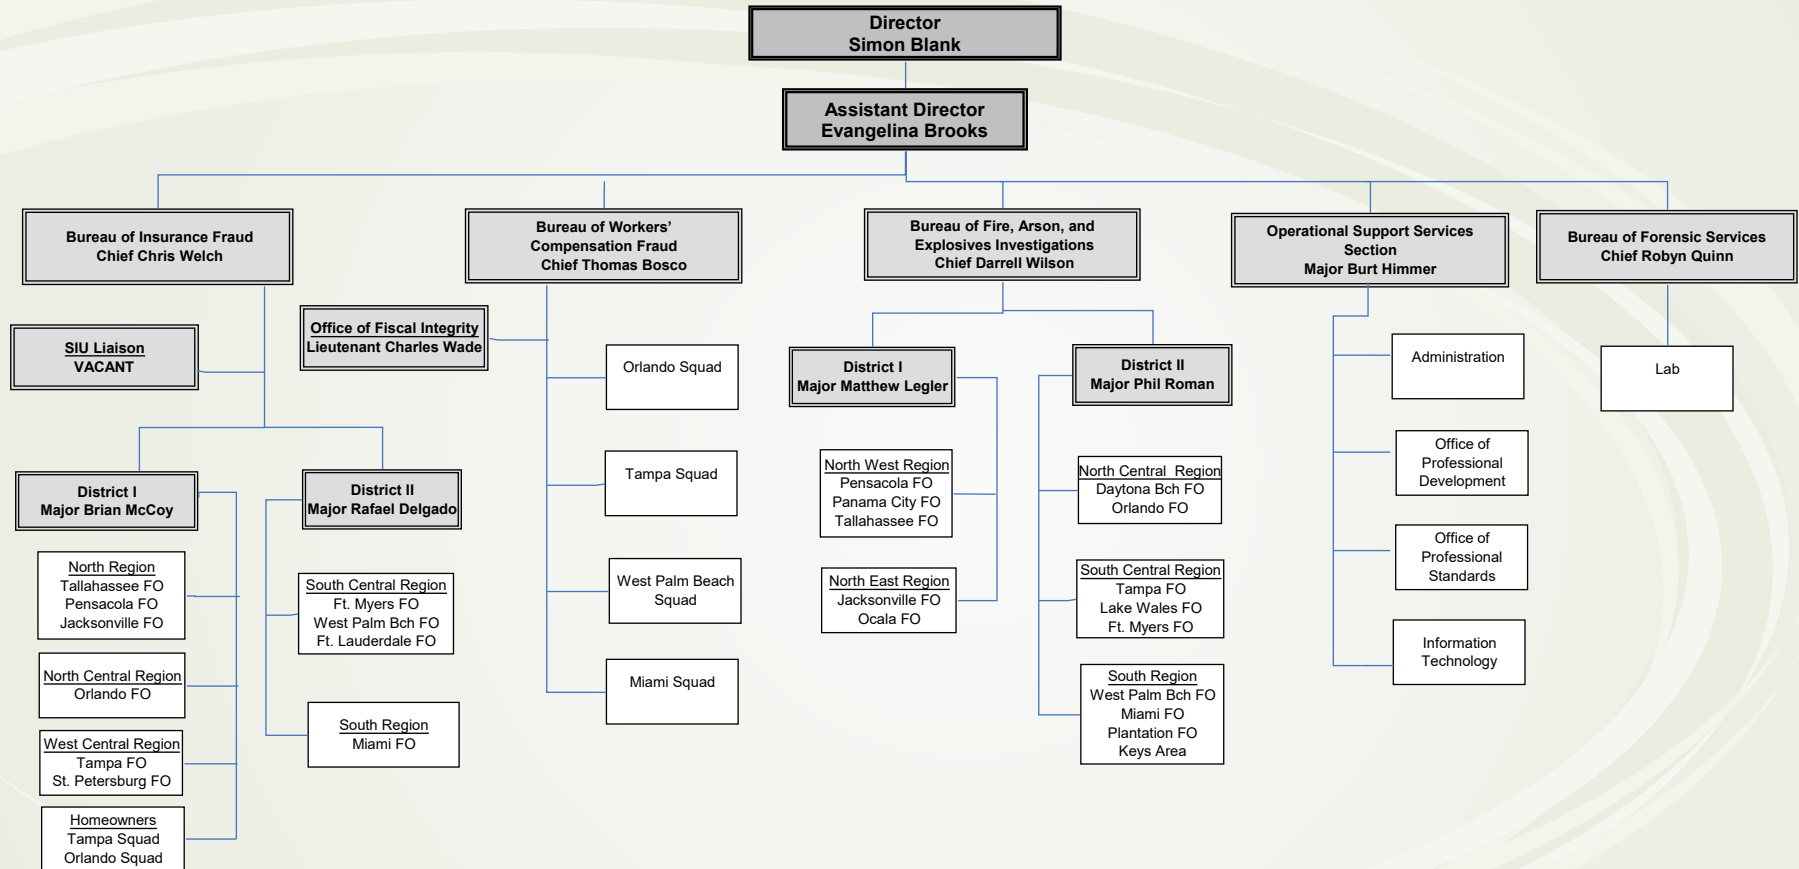 Director
Simon Blank
Assistant Director
Evangelina Brooks
Bureau of Insurance Fraud
Chief Chris Welch
SIU Liaison
VACANT
District I
Major Brian McCoy
North Region
Tallahassee FO
Pensacola FO
Jacksonville FO
North Central Region
Orlando FO
West Central Region
Tampa FO
St. Petersburg FO
Homeowners
Tampa Squad
Orlando Squad
District II
Major Rafael Delgado
South Central Region
Ft. Myers FO
West Palm Bch FO
Ft. Lauderdale FO
South Region
Miami FO
Bureau of Workers’
Compensation Fraud
Chief Thomas Bosco
Office of Fiscal Integrity
Lieutenant Charles Wade
Orlando Squad
Tampa Squad
West Palm Beach
Squad
Miami Squad
Bureau of Fire, Arson, and
Explosives Investigations
Chief Darrell Wilson
District I
Major Matthew Legler
North West Region
Pensacola FO
Panama City FO
Tallahassee FO
North East Region
Jacksonville FO
Ocala FO
District II
Major Phil Roman
North Central  Region
Daytona Bch FO
Orlando FO
South Central Region
Tampa FO
Lake Wales FO
Ft. Myers FO
South Region
West Palm Bch FO
Miami FO
Plantation FO
Keys Area
Operational Support Services
Section
Major Burt Himmer
Administration
Office of
Professional
Development
Office of
Professional
Standards
Information
Technology
Bureau of Forensic Services
Chief Robyn Quinn
Lab